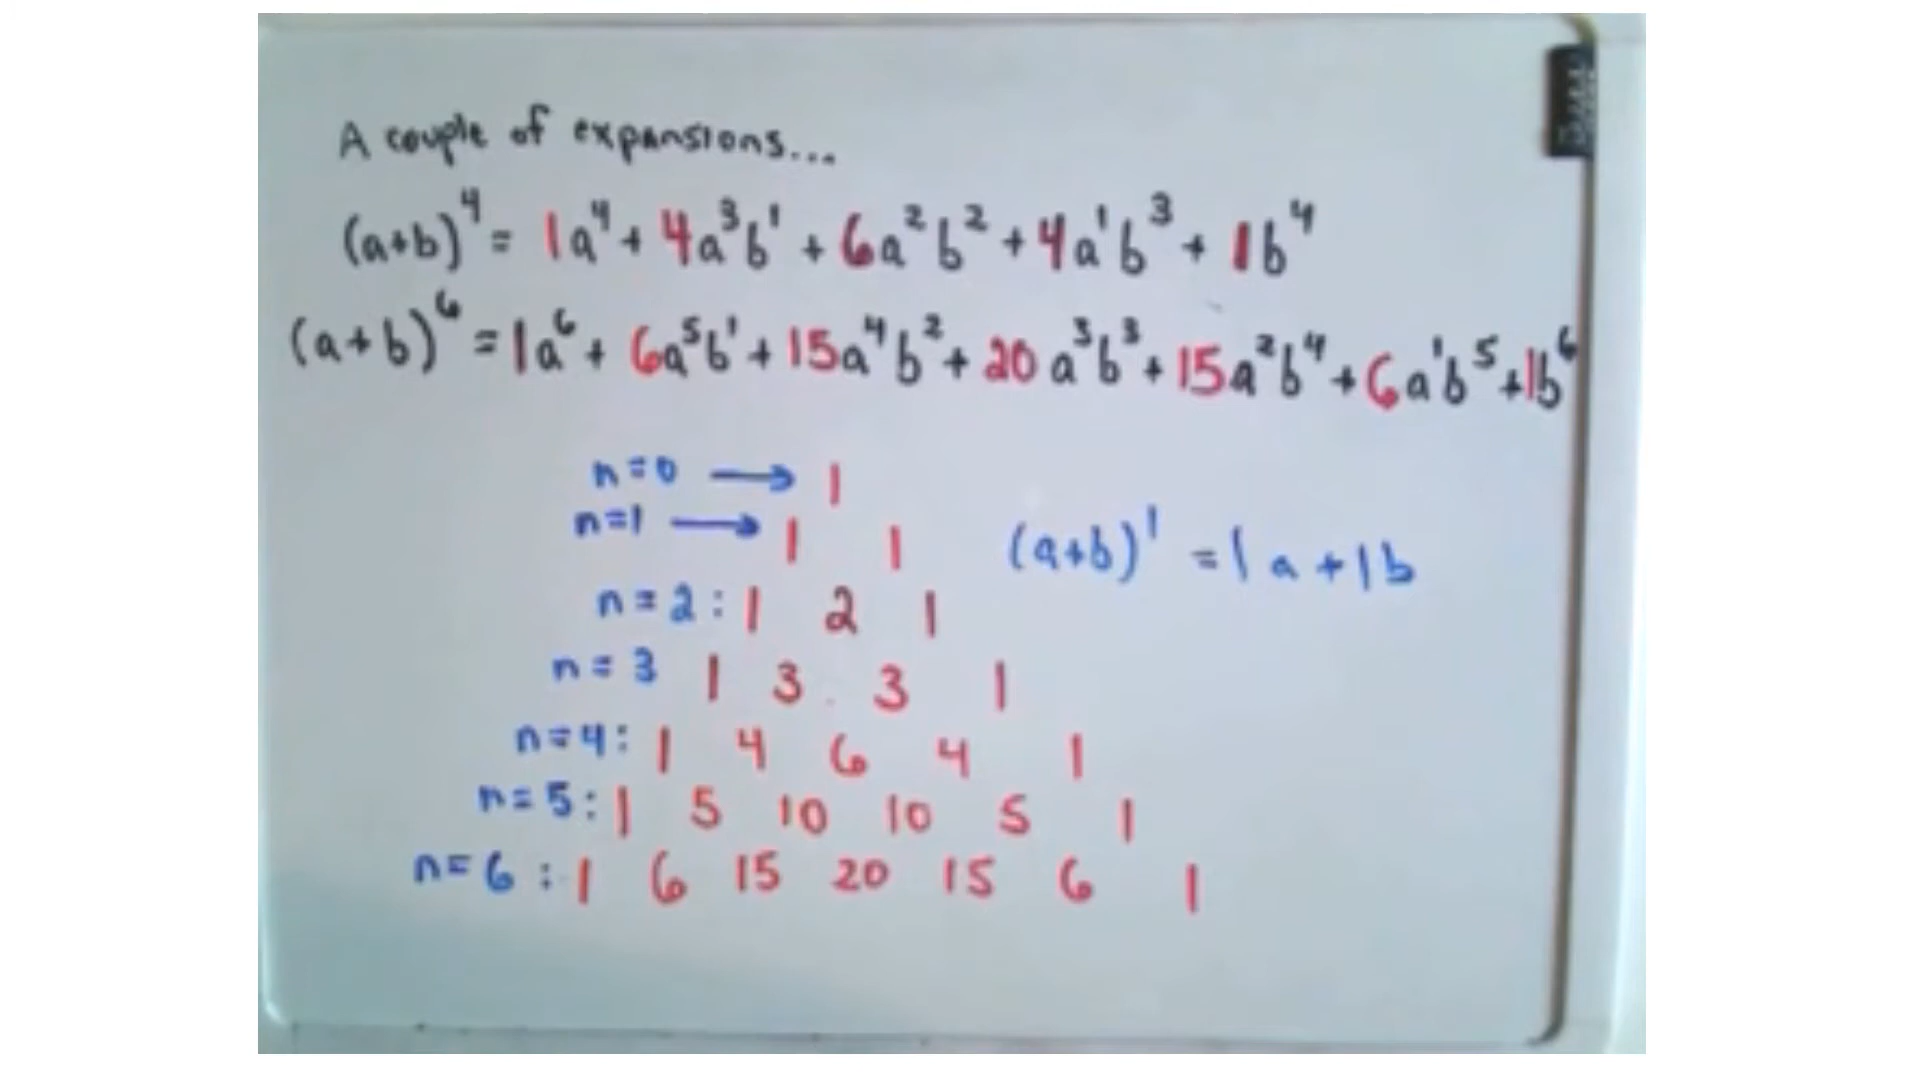 A couple of expansions...
(a+b)⁴ = 1a⁴ + 4a³b¹ + 6a²b² + 4a¹b³ + 1b⁴
(a+b)⁶ = 1a⁶ + 6a⁵b¹ + 15a⁴b² + 20a³b³ + 15a²b⁴ + 6a¹b⁵ + 1b⁶
n=0 → 1
n=1 → 1 1 (a+b)¹ = 1a + 1b
n=2: 1 2 1
n=3 1 3 3 1
n=4: 1 4 6 4 1
n=5: 1 5 10 10 5 1
n=6: 1 6 15 20 15 6 1